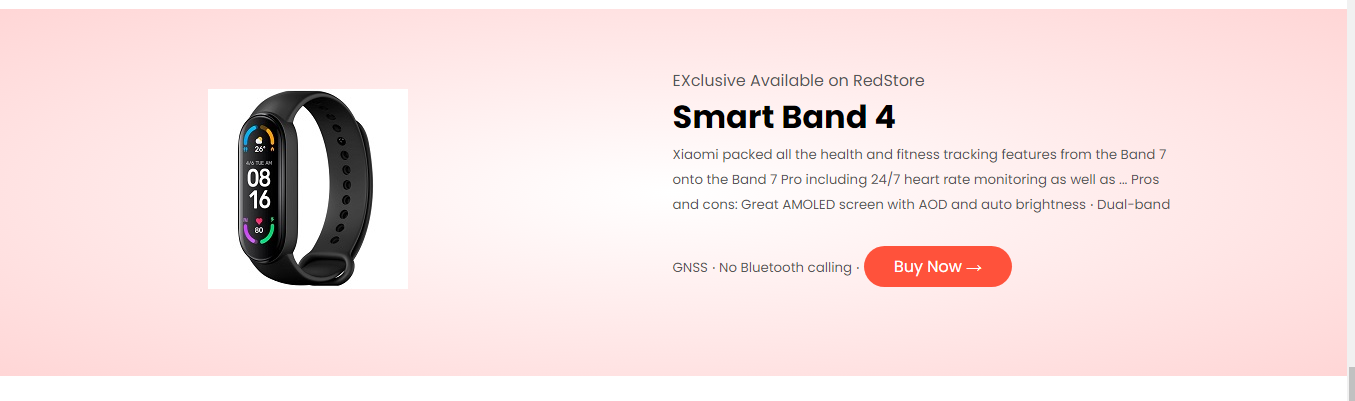 EXclusive Available on RedStore
Smart Band 4
Xiaomi packed all the health and fitness tracking features from the Band 7
onto the Band 7 Pro including 24/7 heart rate monitoring as well as ... Pros
and cons: Great AMOLED screen with AOD and auto brightness · Dual-band
GNSS · No Bluetooth calling · Buy Now →
26°
4/6 TUE AM
08
16
80